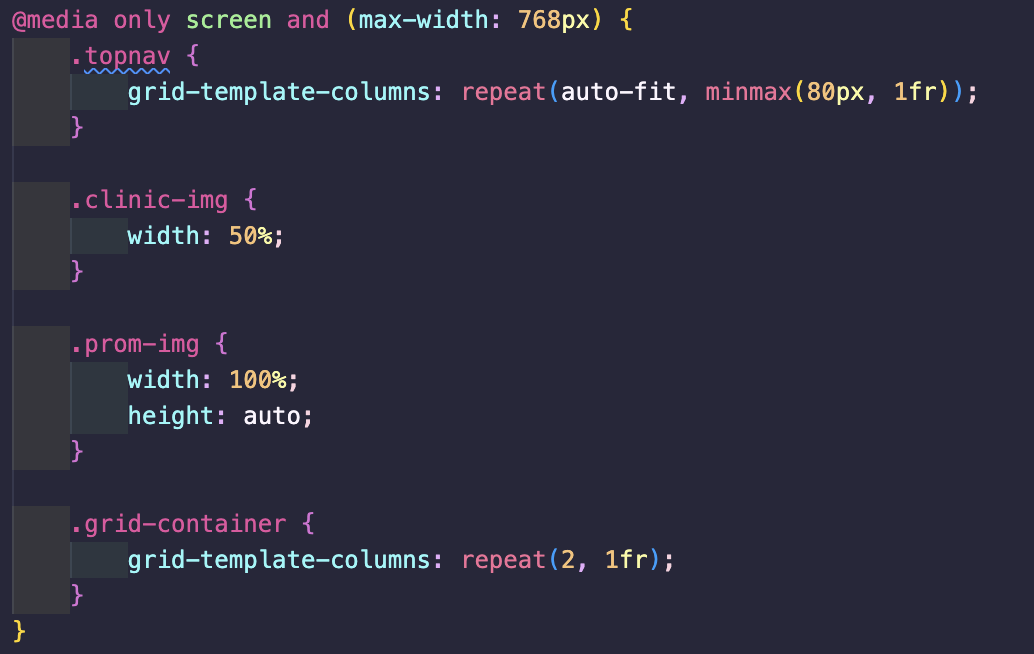 @media only screen and (max-width: 768px) {
    .topnav {
        grid-template-columns: repeat(auto-fit, minmax(80px, 1fr));
    }

    .clinic-img {
        width: 50%;
    }

    .prom-img {
        width: 100%;
        height: auto;
    }

    .grid-container {
        grid-template-columns: repeat(2, 1fr);
    }
}